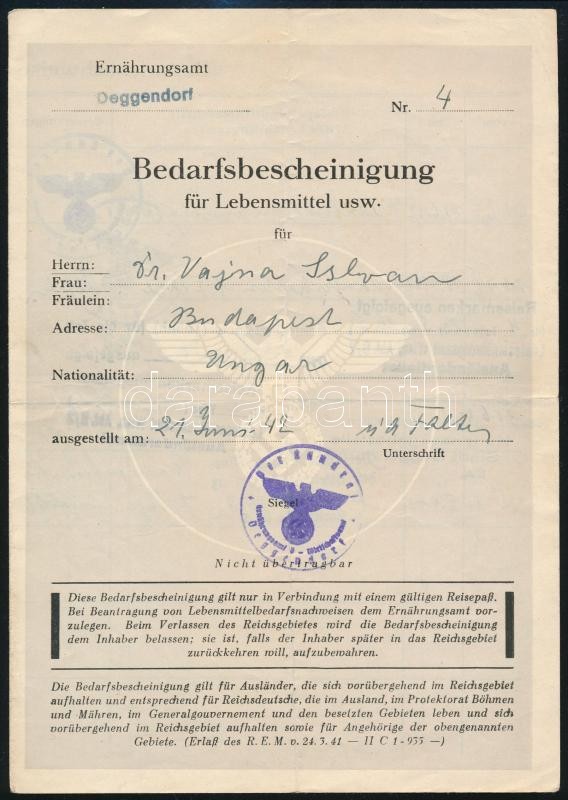 Ernährungsamt
Deggendorf
Nr. 4
Bedarfsbescheinigung
für Lebensmittel usw.
für
Herrn:
Frau: Dr. Vajna Istvan
Fräulein:
Adresse: Budapest
Nationalität: Ungar
darabanth
ausgestellt am: 21. Juni 42
Unterschrift
Der Landrat
Siegel
Deggendorf
Nicht übertragbar
Diese Bedarfsbescheinigung gilt nur in Verbindung mit einem gültigen Reisepaß.
Bei Beantragung von Lebensmittelbedarfsnachweisen dem Ernährungsamt vor-
zulegen. Beim Verlassen des Reichsgebietes wird die Bedarfsbescheinigung
dem Inhaber belassen; sie ist, falls der Inhaber später in das Reichsgebiet
zurückkehren will, aufzubewahren.
Die Bedarfsbescheinigung gilt für Ausländer, die sich vorübergehend im Reichsgebiet
aufhalten und entsprechend für Reichsdeutsche, die im Ausland, im Protektorat Böhmen
und Mähren, im Generalgouvernement und den besetzten Gebieten leben und sich
vorübergehend im Reichsgebiet aufhalten sowie für Angehörige der obengenannten
Gebiete. (Erlaß des R. E. M. v. 24. 3. 41 — II C 1 - 935 —)